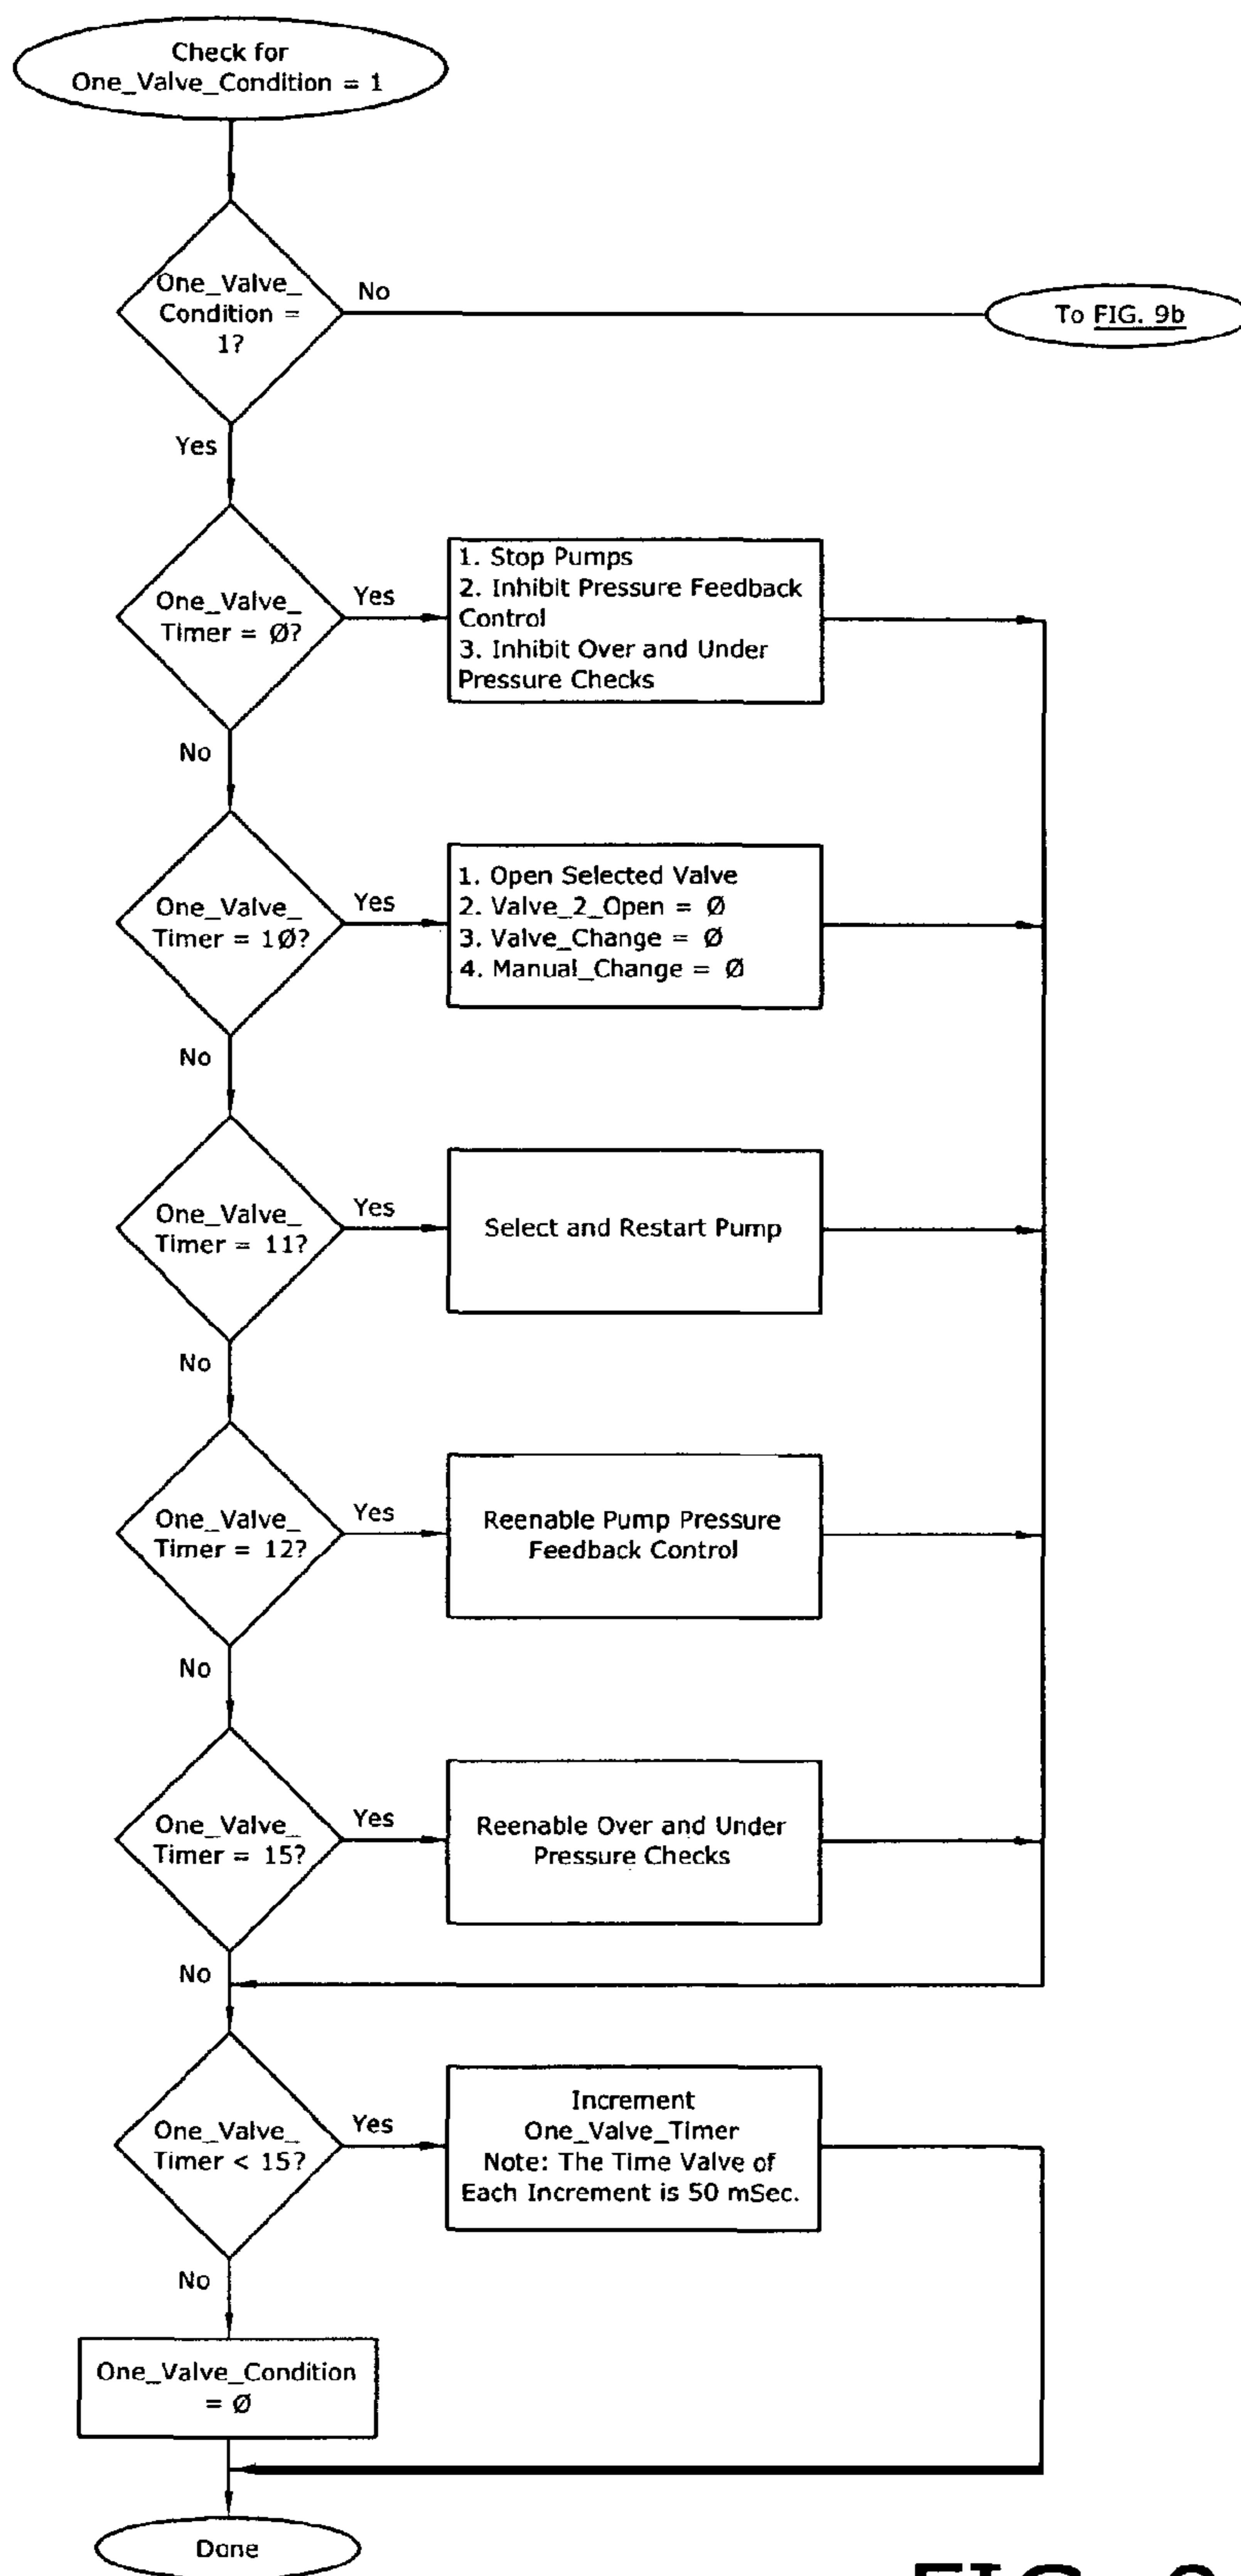 Check for
One_Valve_Condition = 1
One_Valve_
Condition =
1?
No
To FIG. 9b
Yes
One_Valve_
Timer = Ø?
Yes
1. Stop Pumps
2. Inhibit Pressure Feedback
Control
3. Inhibit Over and Under
Pressure Checks
No
One_Valve_
Timer = 1Ø?
Yes
1. Open Selected Valve
2. Valve_2_Open = Ø
3. Valve_Change = Ø
4. Manual_Change = Ø
No
One_Valve_
Timer = 11?
Yes
Select and Restart Pump
No
One_Valve_
Timer = 12?
Yes
Reenable Pump Pressure
Feedback Control
No
One_Valve_
Timer = 15?
Yes
Reenable Over and Under
Pressure Checks
No
One_Valve_
Timer < 15?
Yes
Increment
One_Valve_Timer
Note: The Time Valve of
Each Increment is 50 mSec.
No
One_Valve_Condition
= Ø
Done